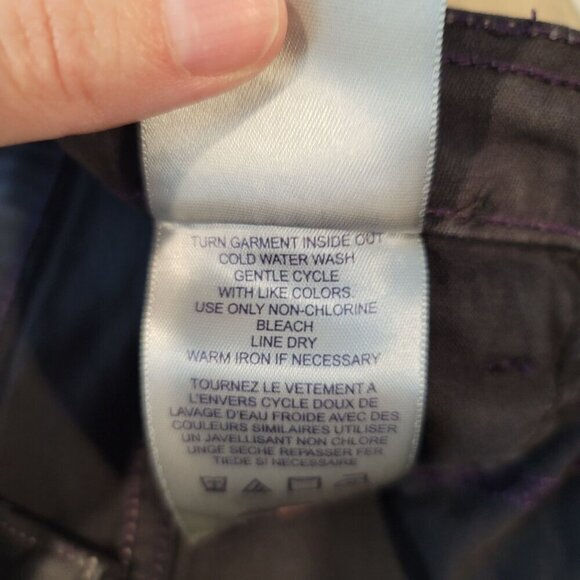 TURN GARMENT INSIDE OUT
COLD WATER WASH
GENTLE CYCLE
WITH LIKE COLORS.
USE ONLY NON-CHLORINE
BLEACH
LINE DRY
WARM IRON IF NECESSARY
TOURNEZ LE VETEMENT A
L'ENVERS CYCLE DOUX DE
LAVAGE D'EAU FROIDE AVEC DES
COULEURS SIMILAIRES UTILISER
UN JAVELLISANT NON CHLORE
UNGE SECHE REPASSER FER
TIEDE SI NECESSAIRE